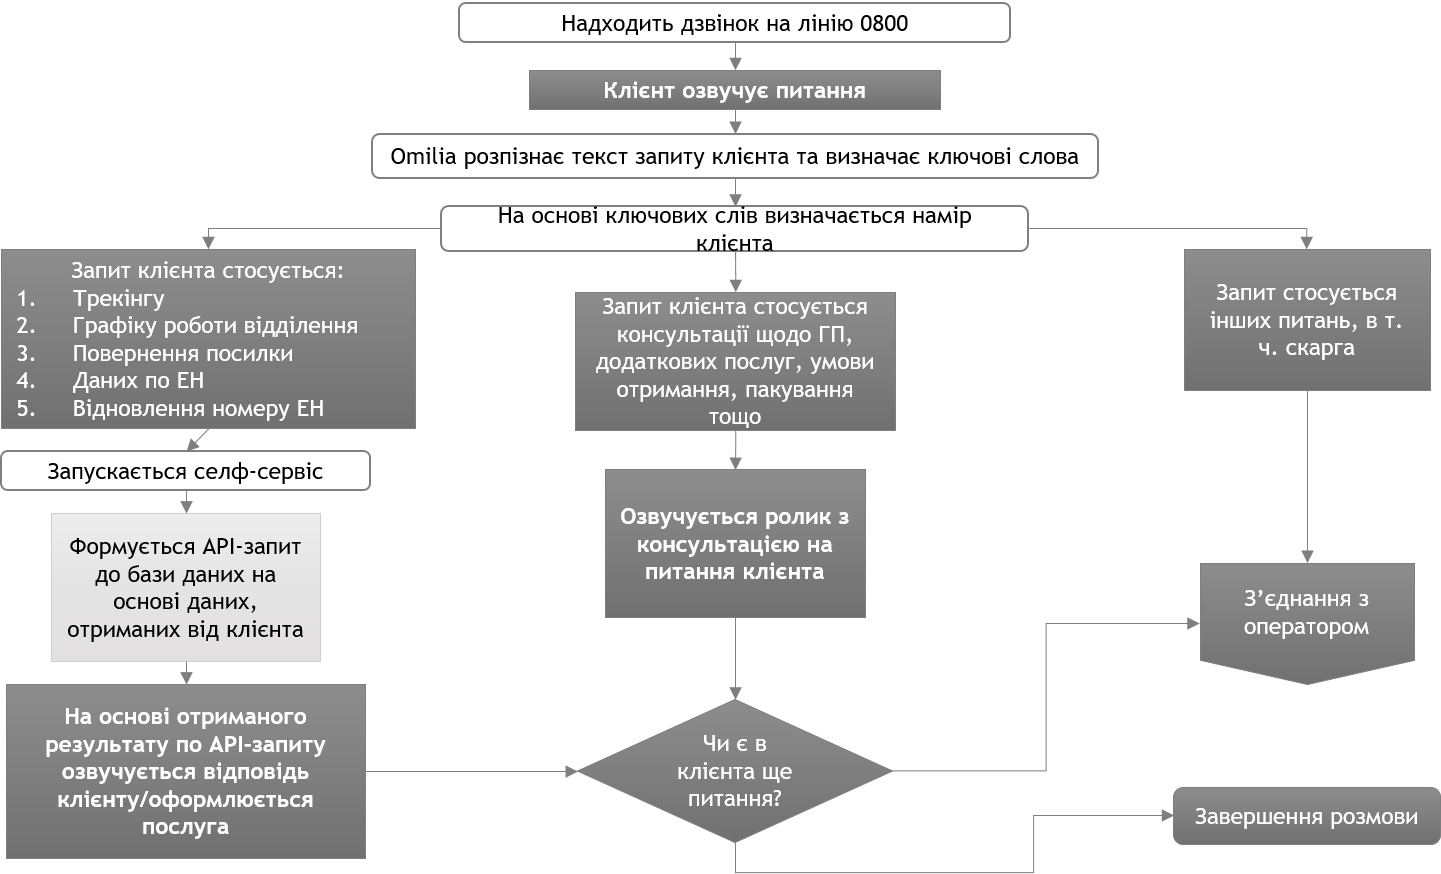 Надходить дзвінок на лінію 0800
Клієнт озвучує питання
Omilia розпізнає текст запиту клієнта та визначає ключові слова
На основі ключових слів визначається намір
клієнта
Запит клієнта стосується:
1. Трекінгу
2. Графіку роботи відділення
3. Повернення посилки
4. Даних по ЕН
5. Відновлення номеру ЕН
Запускається селф-сервіс
Формується API-запит
до бази даних на
основі даних,
отриманих від клієнта
На основі отриманого
результату по API-запиту
озвучується відповідь
клієнту/оформлюється
послуга
Запит клієнта стосується
консультації щодо ГП,
додаткових послуг, умови
отримання, пакування
тощо
Озвучується ролик з
консультацією на
питання клієнта
Чи є в
клієнта ще
питання?
Запит стосується
інших питань, в т.
ч. скарга
З’єднання з
оператором
Завершення розмови